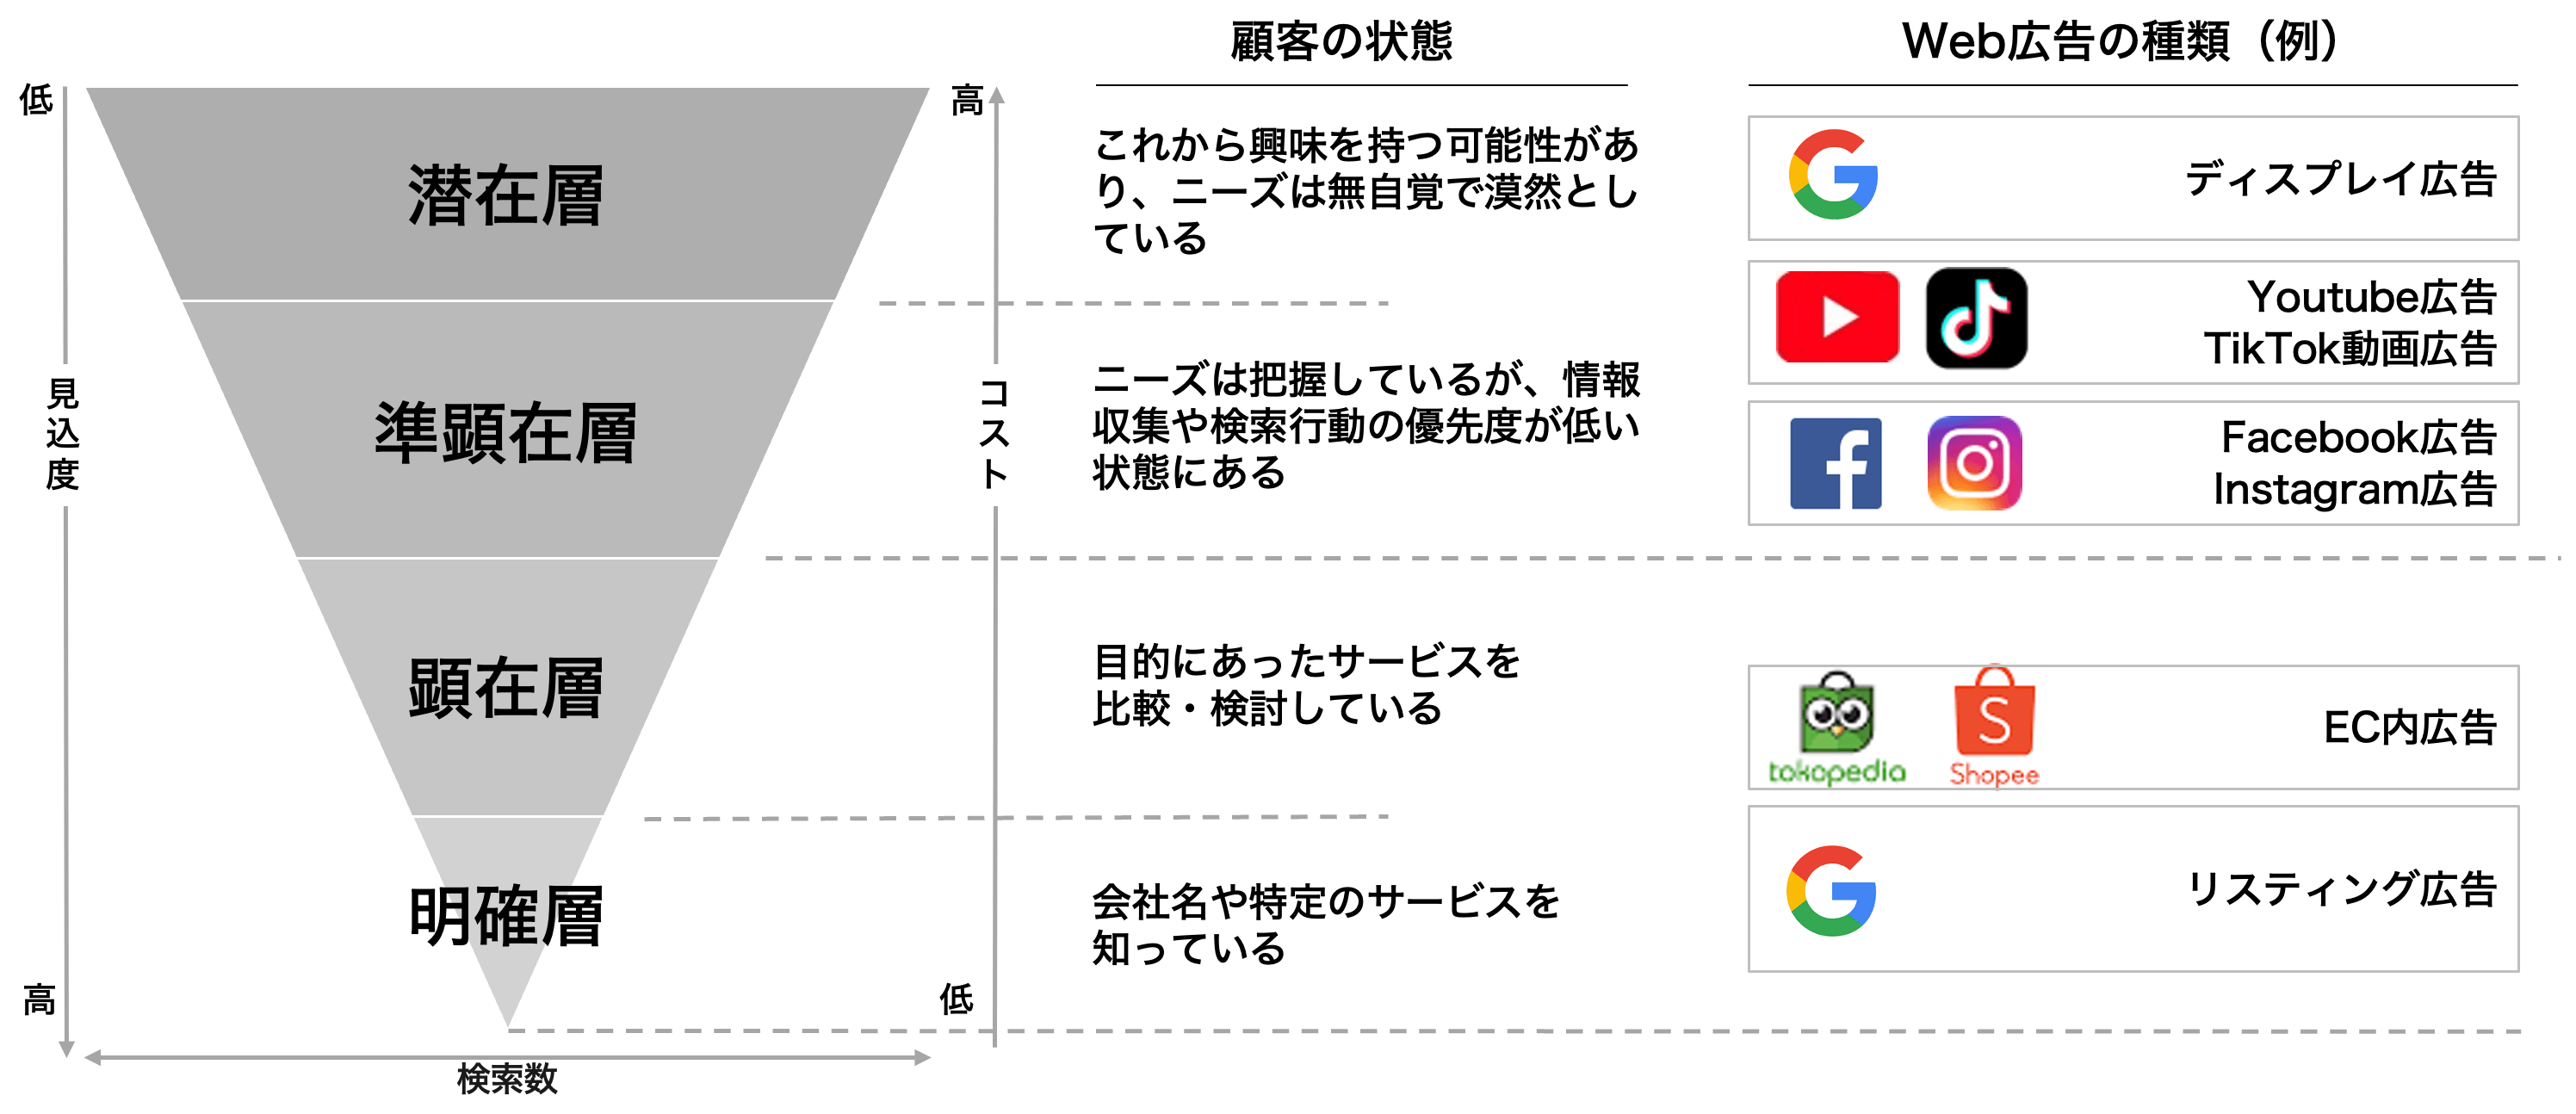 顧客の状態
Web広告の種類（例）
低
高
見込度
コスト
高
低
検索数
潜在層
これから興味を持つ可能性があ
り、ニーズは無自覚で漠然とし
ている
ディスプレイ広告
Youtube広告
TikTok動画広告
準顕在層
ニーズは把握しているが、情報
収集や検索行動の優先度が低い
状態にある
Facebook広告
Instagram広告
顕在層
目的にあったサービスを
比較・検討している
tokopedia
Shopee
EC内広告
明確層
会社名や特定のサービスを
知っている
リスティング広告